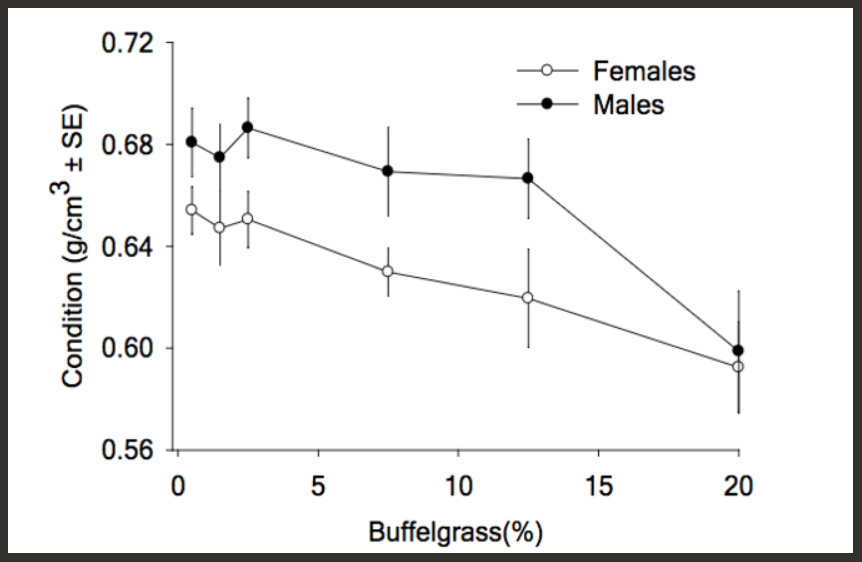 0.72
Females
Males
0.68
0.64
0.60
0.56
Condition (g/cm³ ± SE)
0 5 10 15 20
Buffelgrass(%)